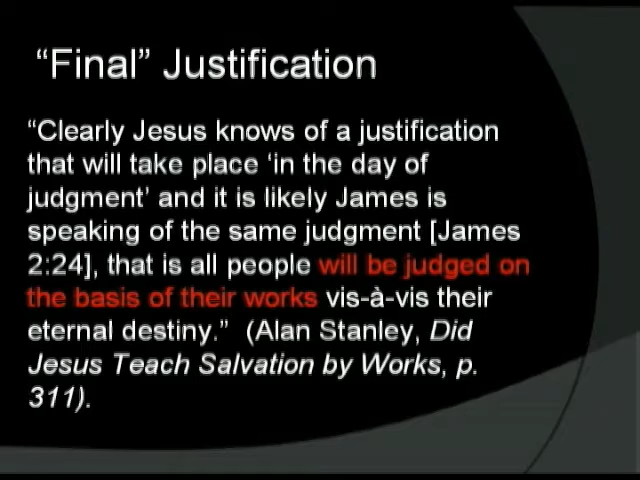 “Final” Justification
“Clearly Jesus knows of a justification
that will take place ‘in the day of
judgment’ and it is likely James is
speaking of the same judgment [James
2:24], that is all people will be judged on
the basis of their works vis-à-vis their
eternal destiny.”  (Alan Stanley, Did
Jesus Teach Salvation by Works, p.
311).